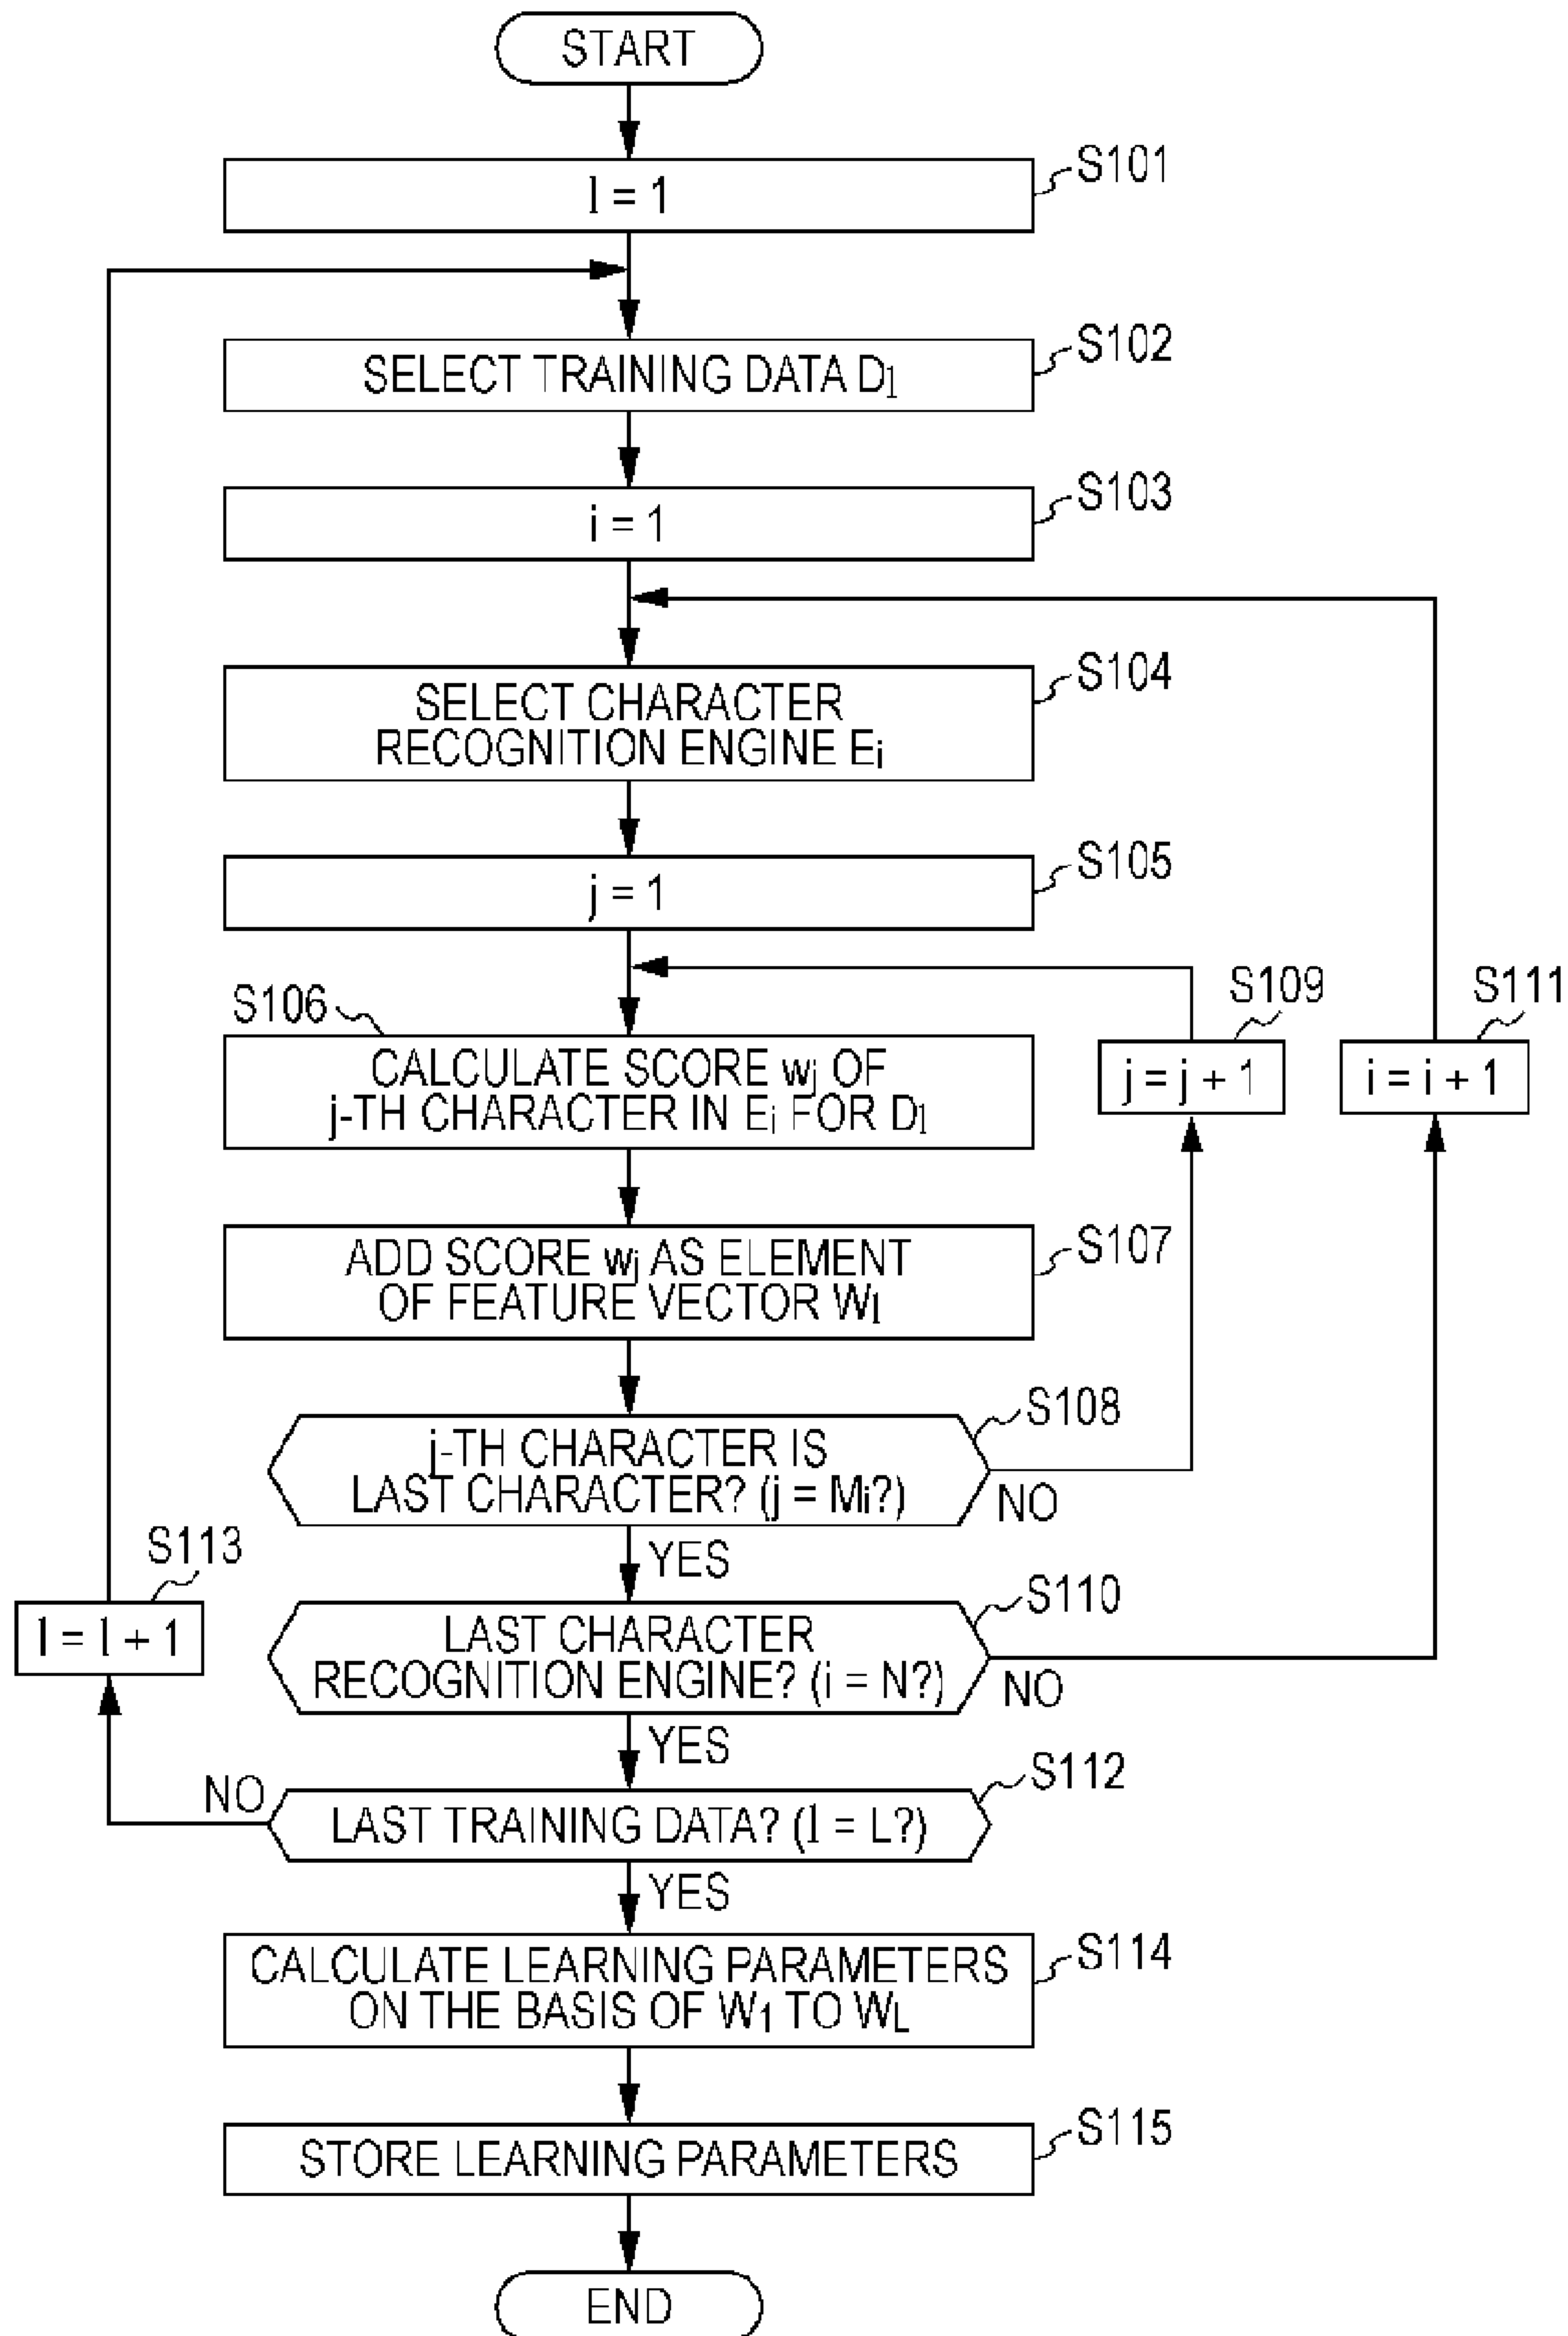 START
S101
l = 1
S102
SELECT TRAINING DATA Dl
S103
i = 1
S104
SELECT CHARACTER
RECOGNITION ENGINE Ei
S105
j = 1
S106
CALCULATE SCORE wj OF
j-TH CHARACTER IN Ei FOR Dl
S109
j = j + 1
S111
i = i + 1
S107
ADD SCORE wj AS ELEMENT
OF FEATURE VECTOR Wl
S108
j-TH CHARACTER IS
LAST CHARACTER? (j = Mi?)
NO
YES
S113
l = l + 1
S110
LAST CHARACTER
RECOGNITION ENGINE? (i = N?)
NO
YES
S112
NO
LAST TRAINING DATA? (l = L?)
YES
S114
CALCULATE LEARNING PARAMETERS
ON THE BASIS OF W1 TO WL
S115
STORE LEARNING PARAMETERS
END